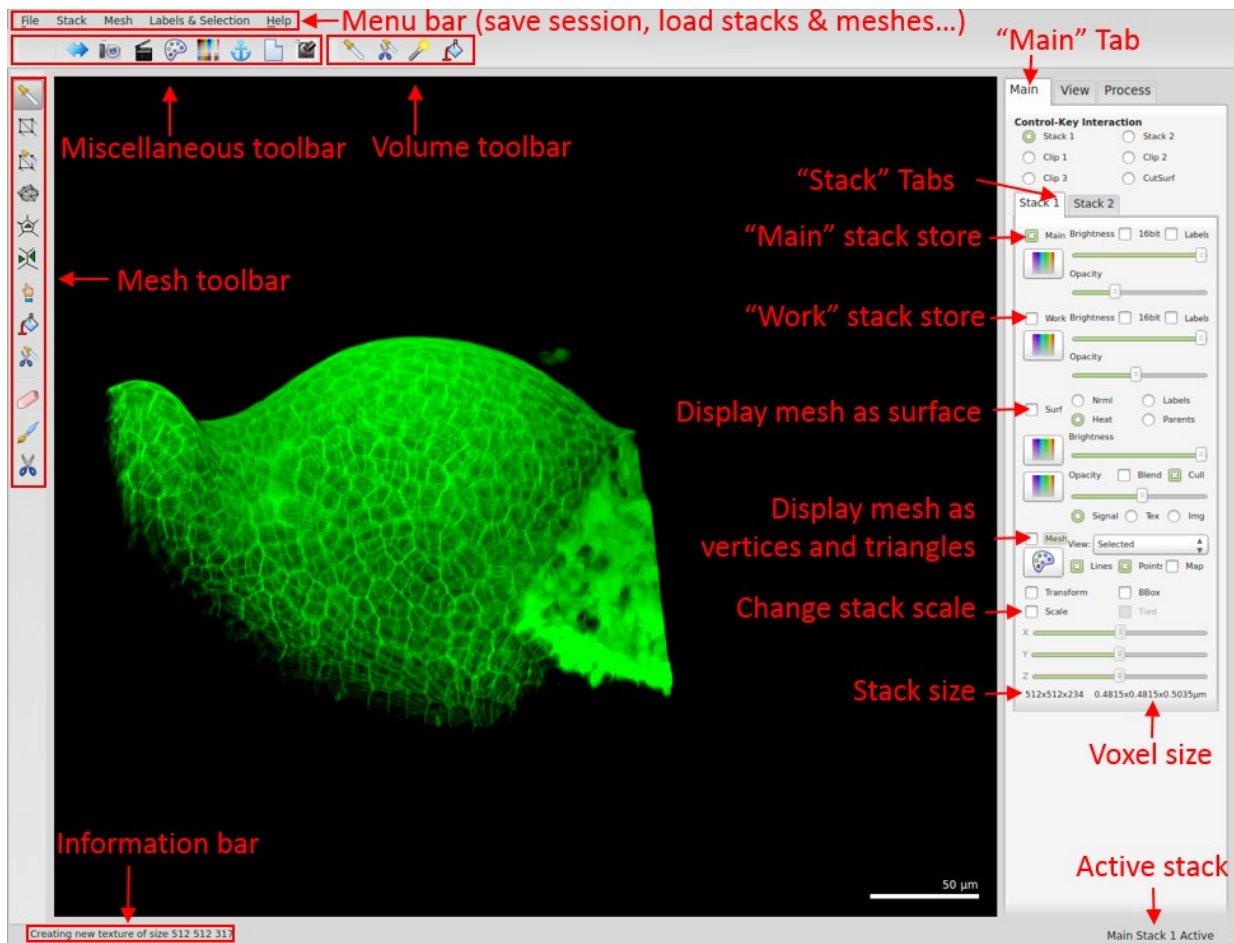 File Stack Mesh Labels & Selection Help
Menu bar (save session, load stacks & meshes...)
"Main" Tab
Main View Process
Miscellaneous toolbar
Volume toolbar
Control-Key Interaction
Stack 1 Stack 2
Clip 1 Clip 2
Clip 3 CutSurf
"Stack" Tabs
Stack 1 Stack 2
"Main" stack store
Main Brightness 16bit Labels
Opacity
Mesh toolbar
"Work" stack store
Work Brightness 16bit Labels
Opacity
Display mesh as surface
Surf Nrml Labels
Heat Parents
Brightness
Opacity Blend Cull
Signal Tex Img
Display mesh as
vertices and triangles
Mesh View: Selected
Lines Points Map
Transform BBox
Change stack scale
Scale Tied
X
Y
Z
Stack size
512x512x234 0.4815x0.4815x0.5035µm
Voxel size
Information bar
Active stack
50 µm
Creating new texture of size 512 512 317
Main Stack 1 Active